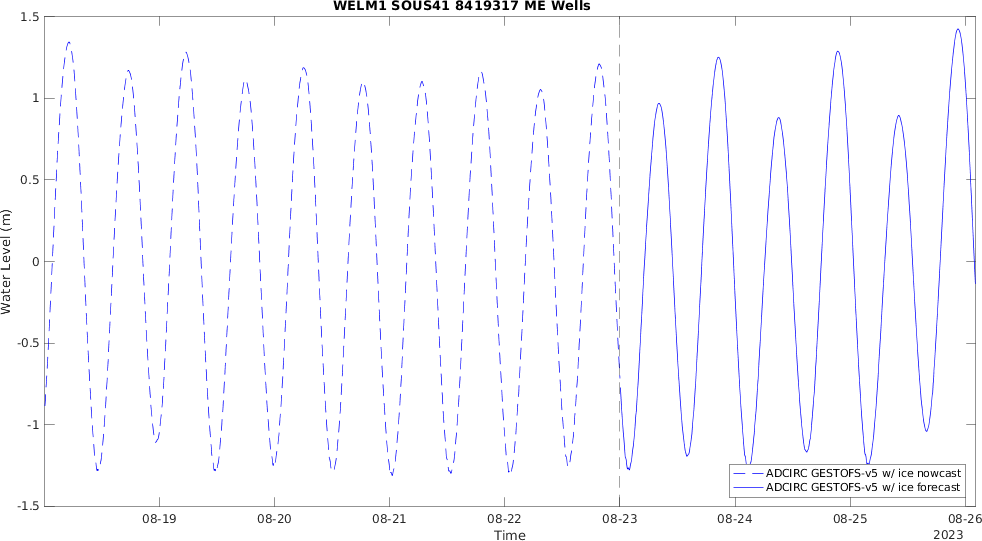 WELM1 SOUS41 8419317 ME Wells
1.5
1
0.5
0
-0.5
-1
-1.5
Water Level (m)
ADCIRC GESTOFS-v5 w/ ice nowcast
ADCIRC GESTOFS-v5 w/ ice forecast
08-19 08-20 08-21 08-22 08-23 08-24 08-25 08-26
Time
2023